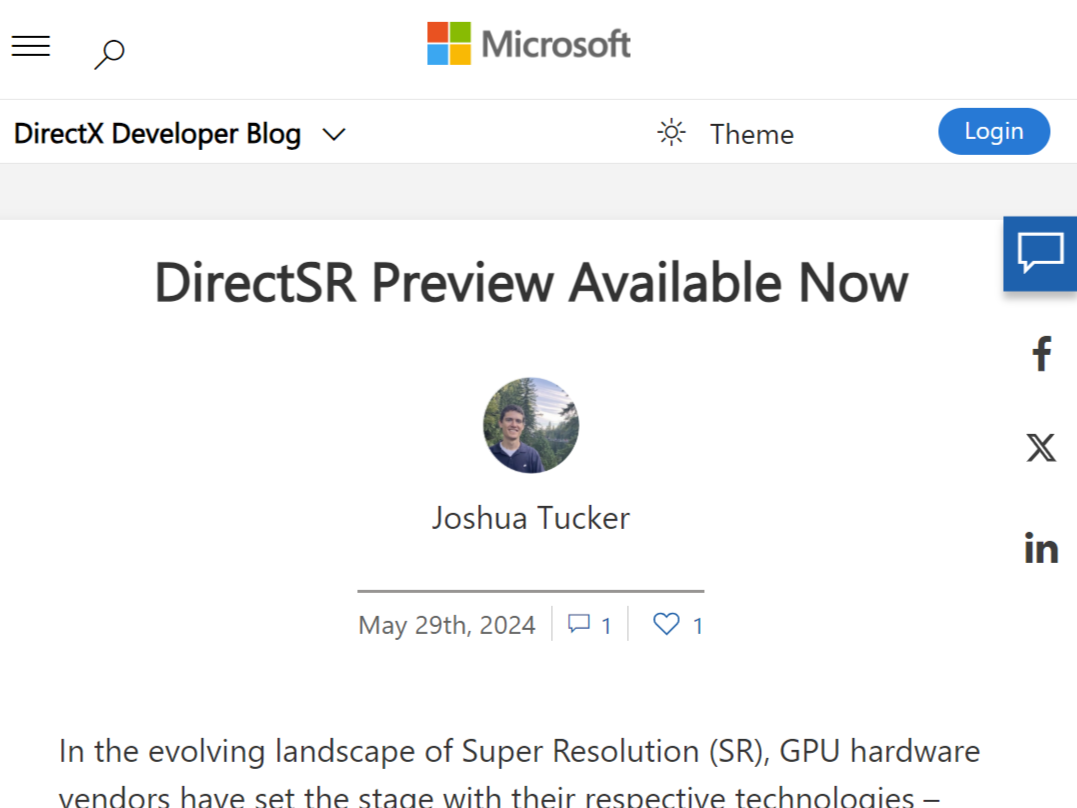 Microsoft
DirectX Developer Blog
Theme
Login
DirectSR Preview Available Now
Joshua Tucker
May 29th, 2024 1 1
In the evolving landscape of Super Resolution (SR), GPU hardware
vendors have set the stage with their respective technologies –